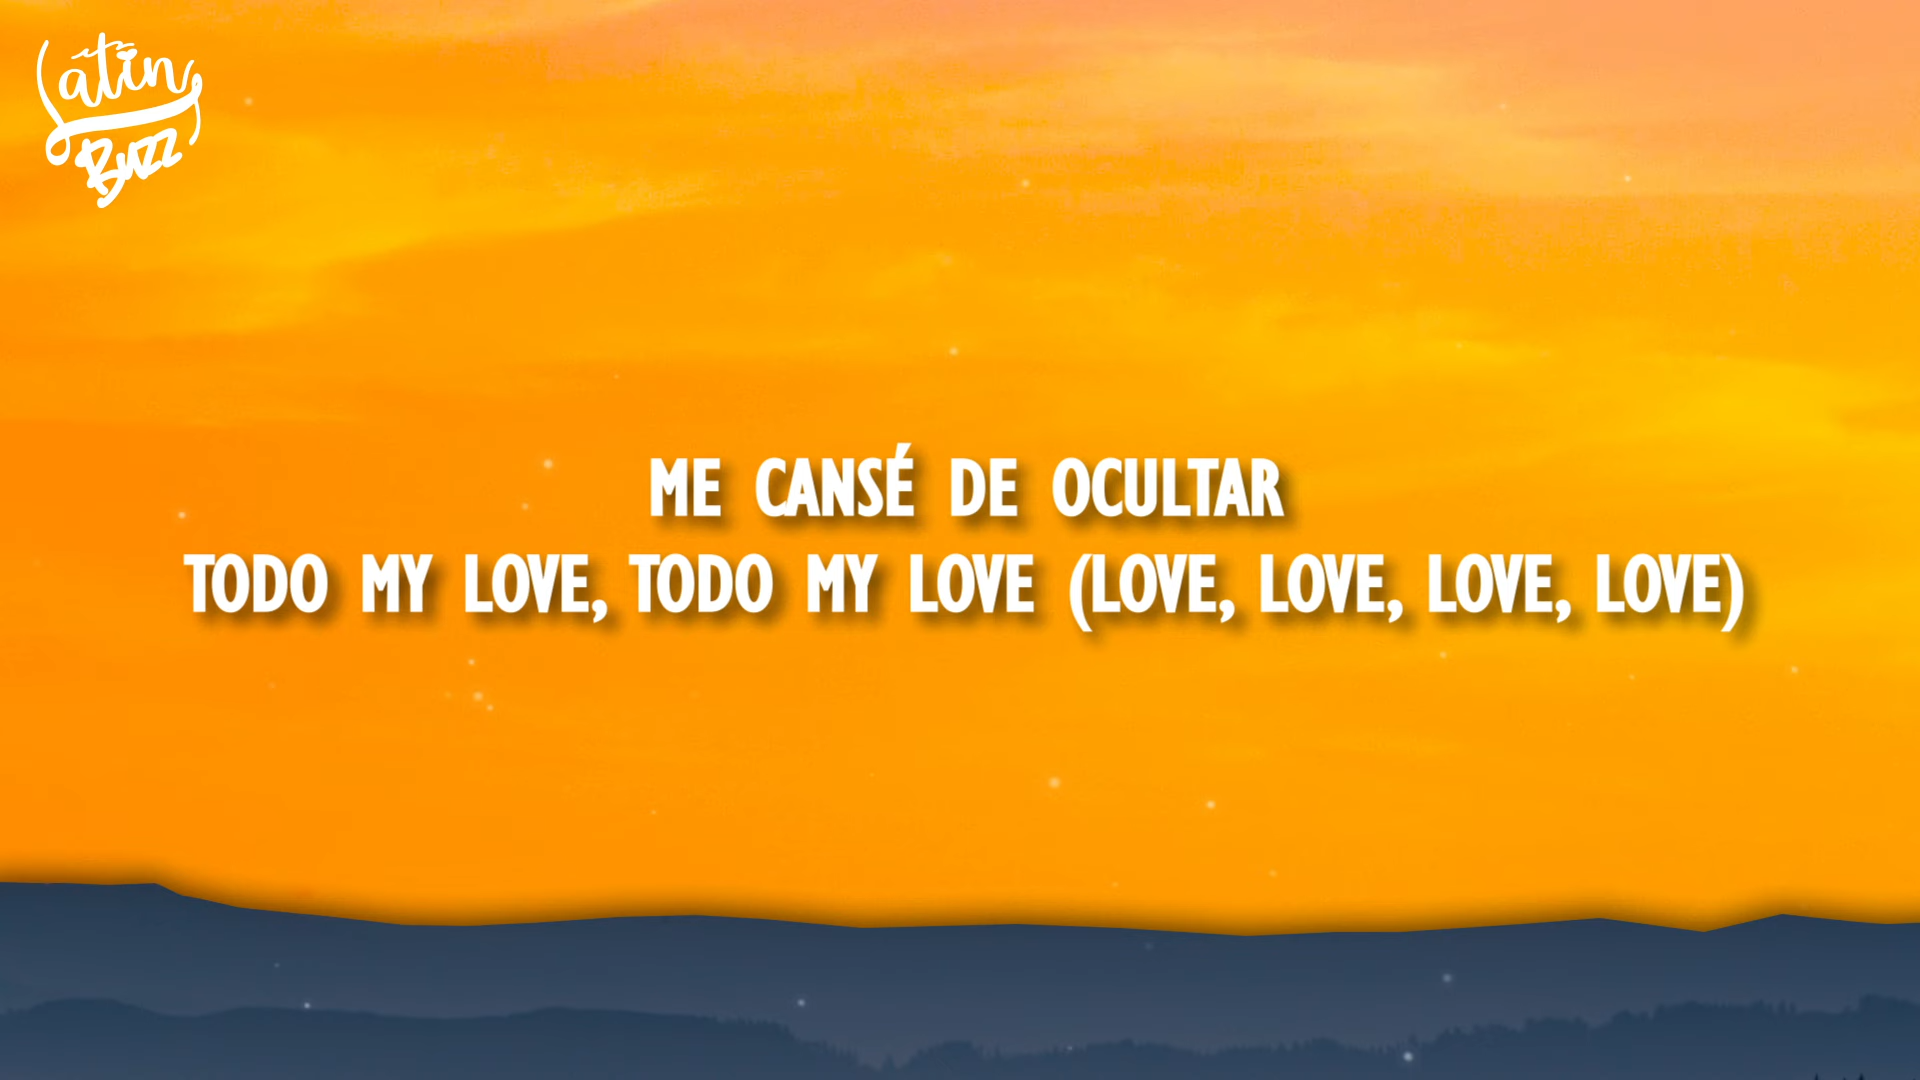 Latin
Buzz
ME CANSÉ DE OCULTAR
TODO MY LOVE, TODO MY LOVE (LOVE, LOVE, LOVE, LOVE)